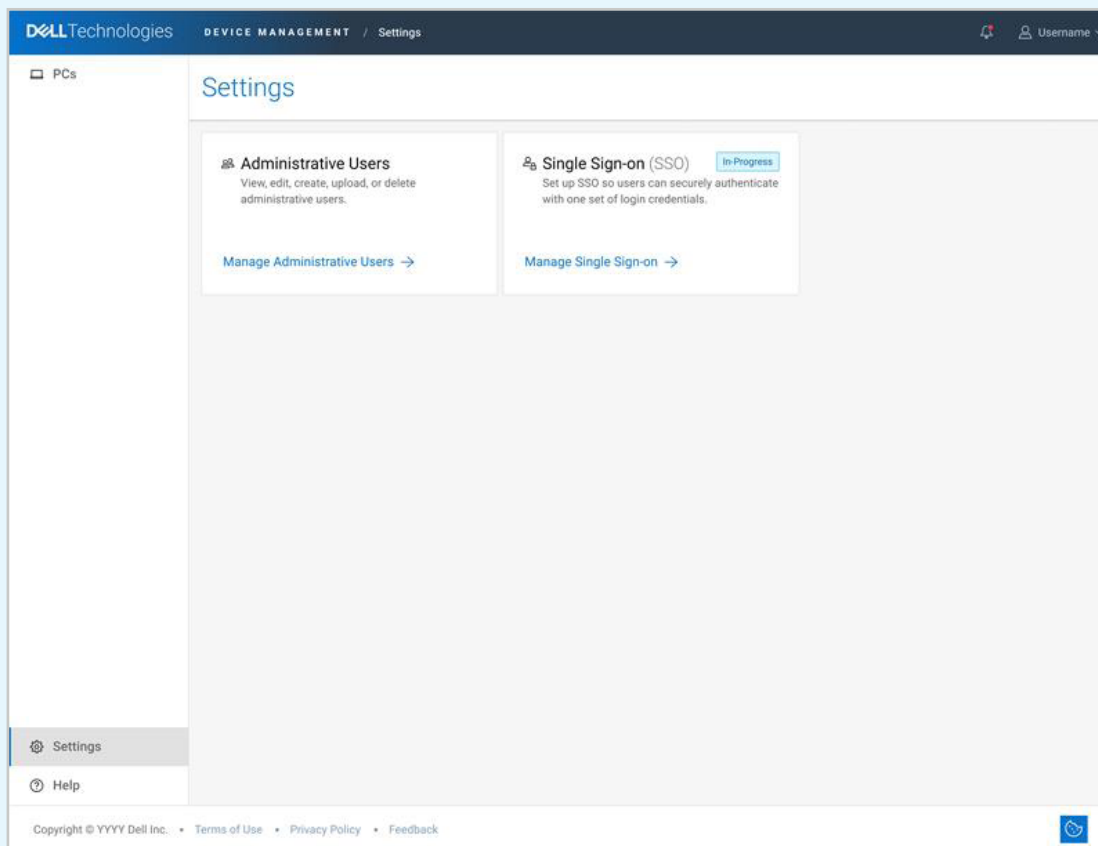 DELLTechnologies
DEVICE MANAGEMENT / Settings
Username
PCs
Settings
Administrative Users
View, edit, create, upload, or delete
administrative users.
Manage Administrative Users →
Single Sign-on (SSO)
In-Progress
Set up SSO so users can securely authenticate
with one set of login credentials.
Manage Single Sign-on →
Settings
Help
Copyright © YYYY Dell Inc. • Terms of Use • Privacy Policy • Feedback